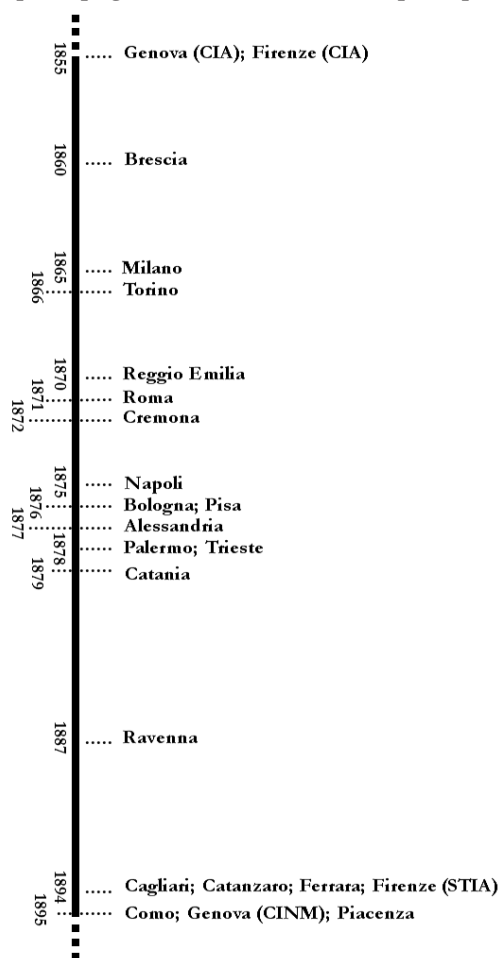 1855 Genova (CIA); Firenze (CIA)
1860 Brescia
1865 Milano
1866 Torino
1870 Reggio Emilia
1871 Roma
1872 Cremona
1875 Napoli
1876 Bologna; Pisa
1877 Alessandria
1878 Palermo; Trieste
1879 Catania
1887 Ravenna
1894 Cagliari; Catanzaro; Ferrara; Firenze (STIA)
1895 Como; Genova (CINM); Piacenza